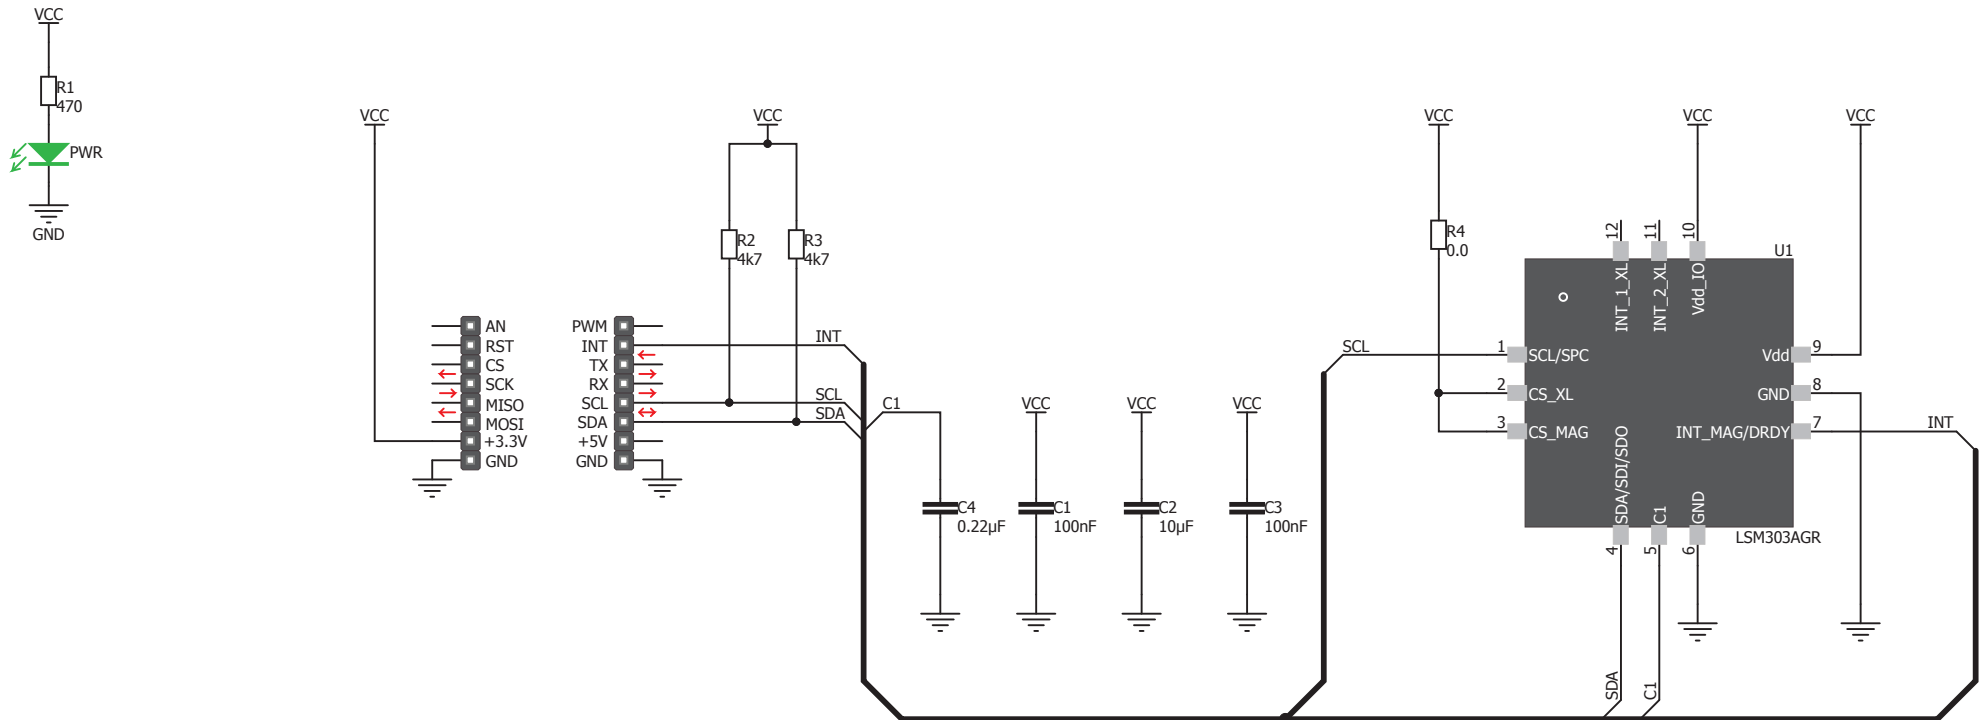 VCC
R1
470
PWR
GND
VCC
VCC
R2
4k7
R3
4k7
AN
RST
CS
SCK
MISO
MOSI
+3.3V
GND
PWM
INT
TX
RX
SCL
SDA
+5V
GND
INT
SCL
SDA
C1
C4
0.22µF
VCC
C1
100nF
VCC
C2
10µF
VCC
C3
100nF
VCC
R4
0.0
VCC
VCC
U1
12
11
10
INT_1_XL
INT_2_XL
Vdd_IO
SCL
1
SCL/SPC
2
CS_XL
3
CS_MAG
Vdd
9
GND
8
INT_MAG/DRDY
7
INT
SDA/SDI/SDO
C1
GND
4
5
6
LSM303AGR
SDA
C1